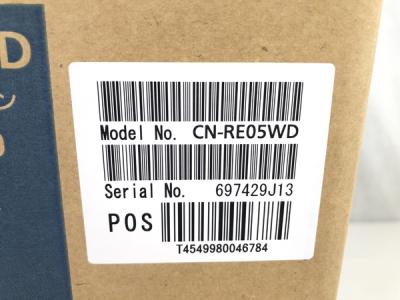 D
Model No. CN-RE05WD
Serial No. 697429J13
POS
T4549980046784